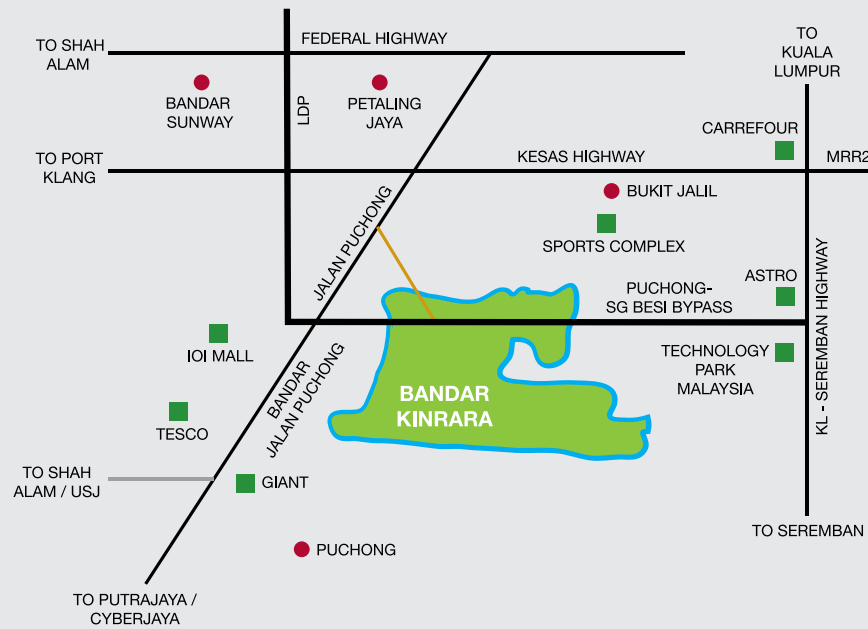 TO SHAH
ALAM
FEDERAL HIGHWAY
TO
KUALA
LUMPUR
BANDAR
SUNWAY
LDP
PETALING
JAYA
CARREFOUR
TO PORT
KLANG
KESAS HIGHWAY
MRR2
BUKIT JALIL
JALAN PUCHONG
SPORTS COMPLEX
ASTRO
PUCHONG-
SG BESI BYPASS
IOI MALL
TECHNOLOGY
PARK
MALAYSIA
KL - SEREMBAN HIGHWAY
BANDAR
JALAN PUCHONG
BANDAR
KINRARA
TESCO
TO SHAH
ALAM / USJ
GIANT
TO SEREMBAN
PUCHONG
TO PUTRAJAYA /
CYBERJAYA